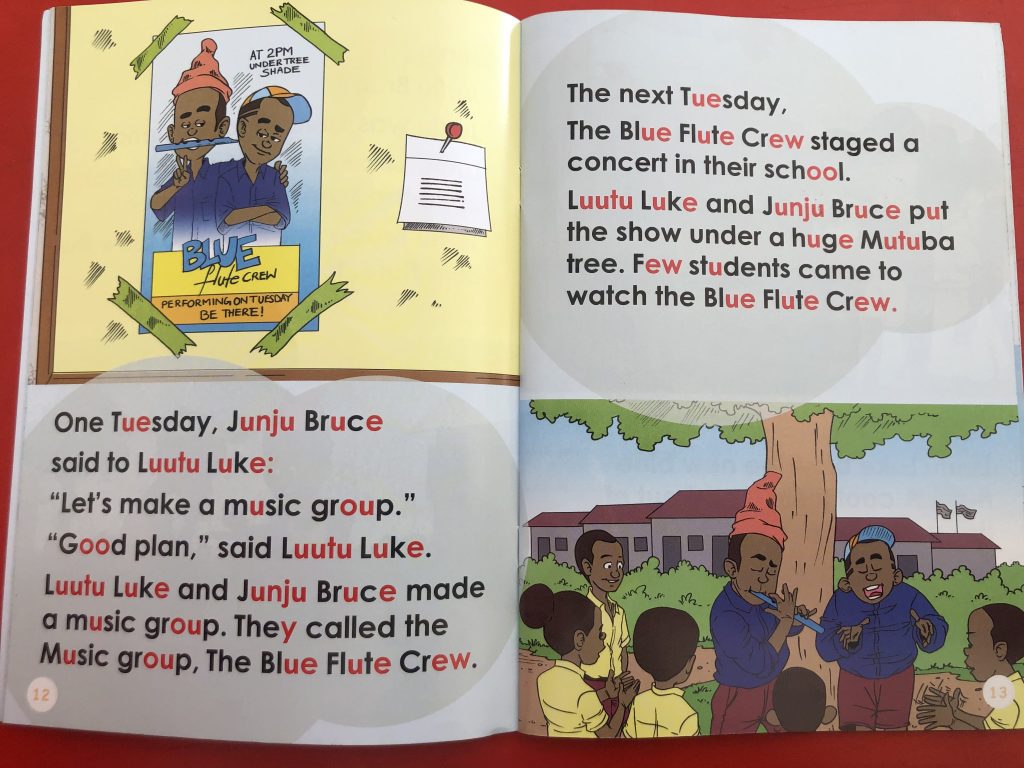 AT 2PM
UNDER TREE
SHADE
BLUE
flute CREW
PERFORMING ON TUESDAY
BE THERE!
One Tuesday, Junju Bruce
said to Luutu Luke:
“Let’s make a music group.”
“Good plan,” said Luutu Luke.
Luutu Luke and Junju Bruce made
a music group. They called the
Music group, The Blue Flute Crew.
12
The next Tuesday,
The Blue Flute Crew staged a
concert in their school.
Luutu Luke and Junju Bruce put
the show under a huge Mutuba
tree. Few students came to
watch the Blue Flute Crew.
13